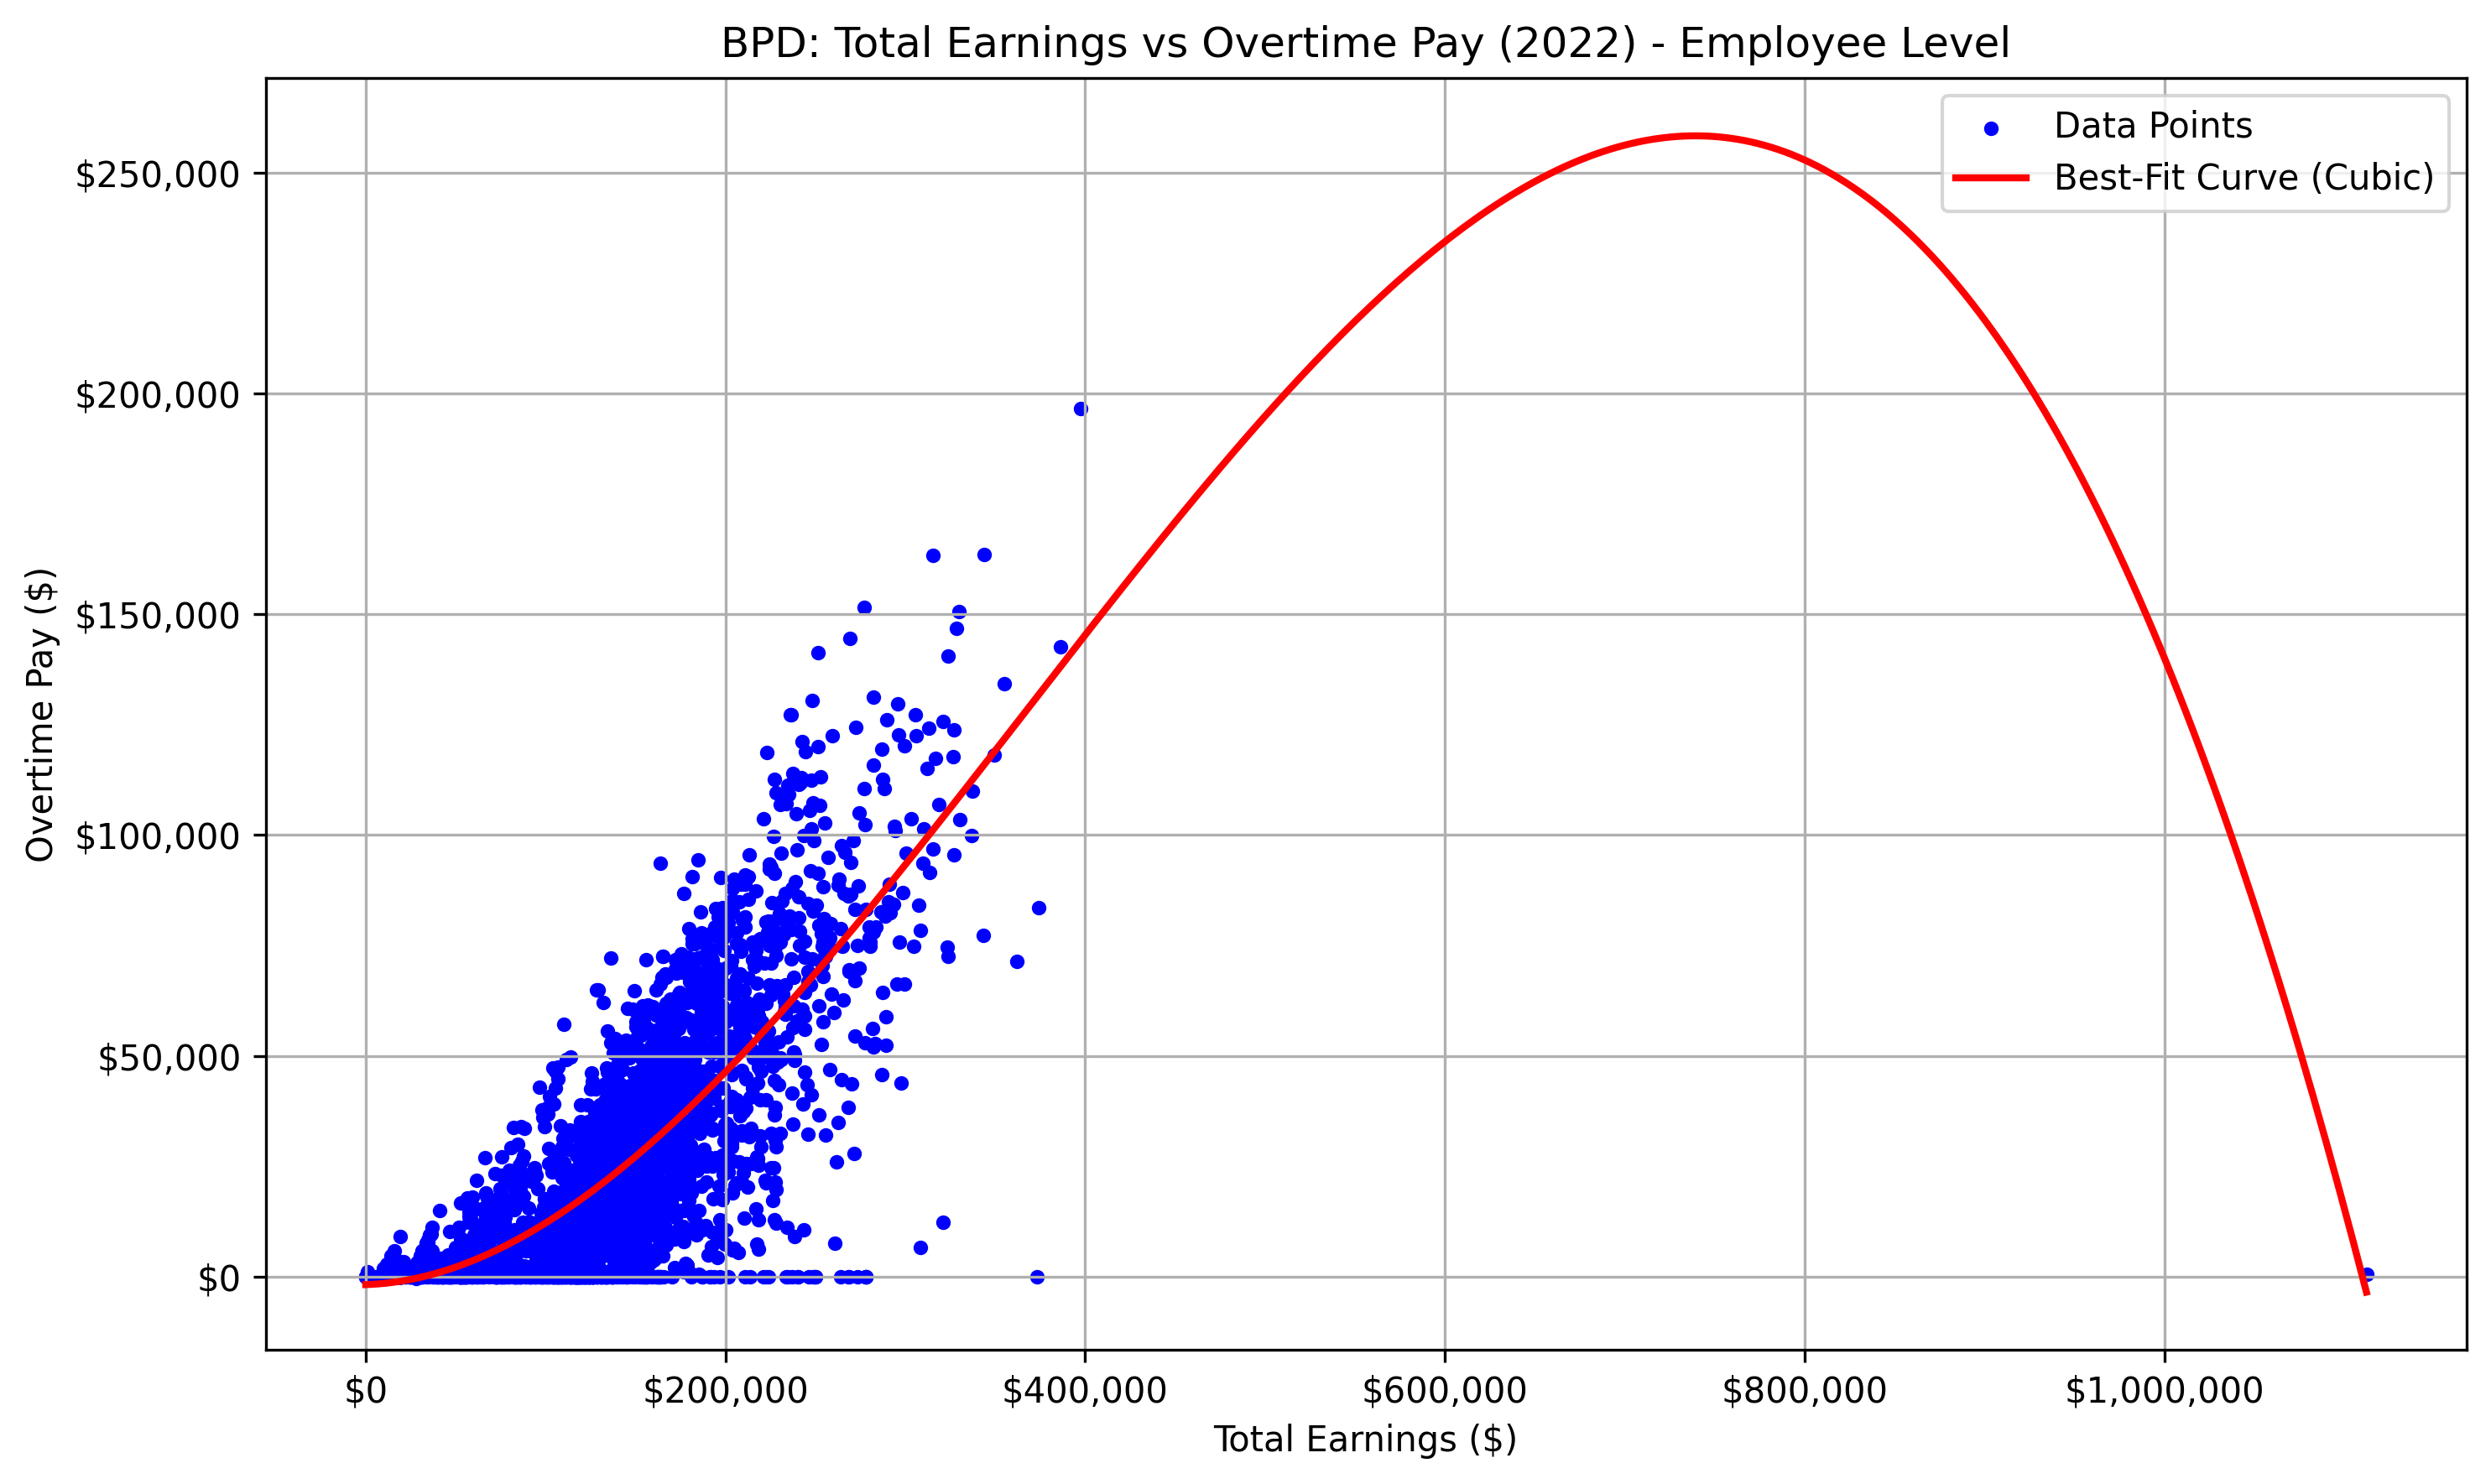 BPD: Total Earnings vs Overtime Pay (2022) - Employee Level
Data Points
Best-Fit Curve (Cubic)
Overtime Pay ($)
$250,000
$200,000
$150,000
$100,000
$50,000
$0
$0
$200,000
$400,000
$600,000
$800,000
$1,000,000
Total Earnings ($)